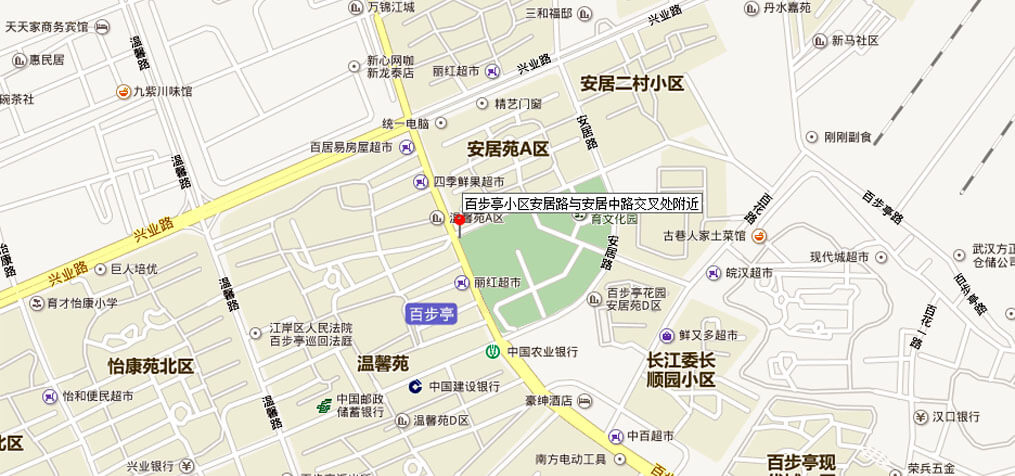 万锦江城
三和福邸
兴业路
丹水嘉苑
天天家商务宾馆
温馨路
新马社区
惠民居
新心网咖
新龙泰店
丽红超市
兴业路
安居二村小区
九紫川味馆
碗茶社
精艺门窗
统一电脑
安居路
刚刚副食
百居易房屋超市
安居苑A区
温馨路
四季鲜果超市
百步亭小区安居路与安居中路交叉处附近
温馨苑A区
育文化园
百花路
百步亭路
兴业路
古巷人家土菜馆
安居路
怡康路
兴业路
巨人培优
现代城超市
武汉方正
仓储公司
皖汉超市
温馨路
丽红超市
育才怡康小学
百步亭花园
安居苑D区
百步亭
百步亭路
百花一路
江岸区人民法院
百步亭巡回法庭
鲜又多超市
中国农业银行
怡康苑北区
温馨苑
长江委长
顺园小区
怡和便民超市
中国建设银行
温馨路
中国邮政
储蓄银行
豪绅酒店
温馨苑D区
汉口银行
北区
中百超市
兴业银行
南方电动工具
百步亭现
荣兵五金